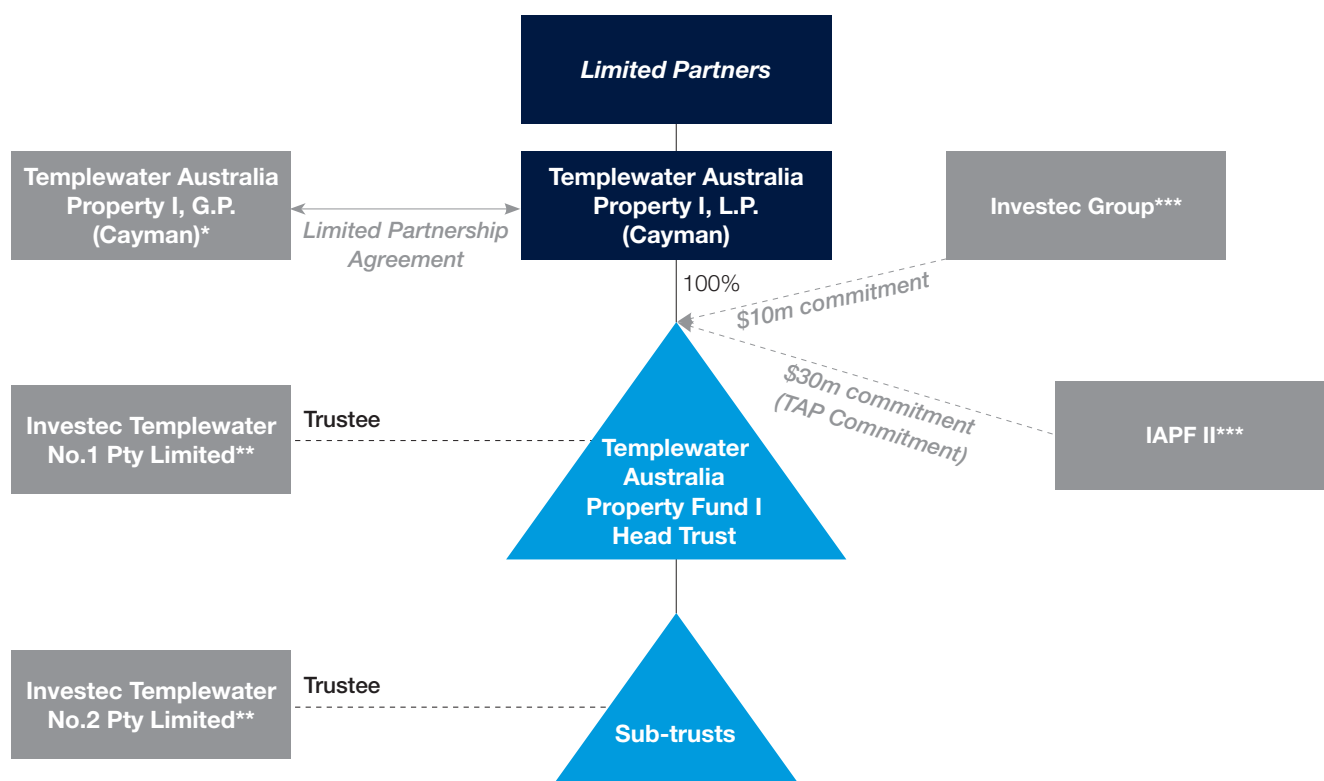 Limited Partners
Templewater Australia
Property I, G.P.
(Cayman)*
Limited Partnership
Agreement
Templewater Australia
Property I, L.P.
(Cayman)
Investec Group***
100%
$10m commitment
$30m commitment
(TAP Commitment)
IAPF II***
Investec Templewater
No.1 Pty Limited**
Trustee
Templewater
Australia
Property Fund I
Head Trust
Investec Templewater
No.2 Pty Limited**
Trustee
Sub-trusts